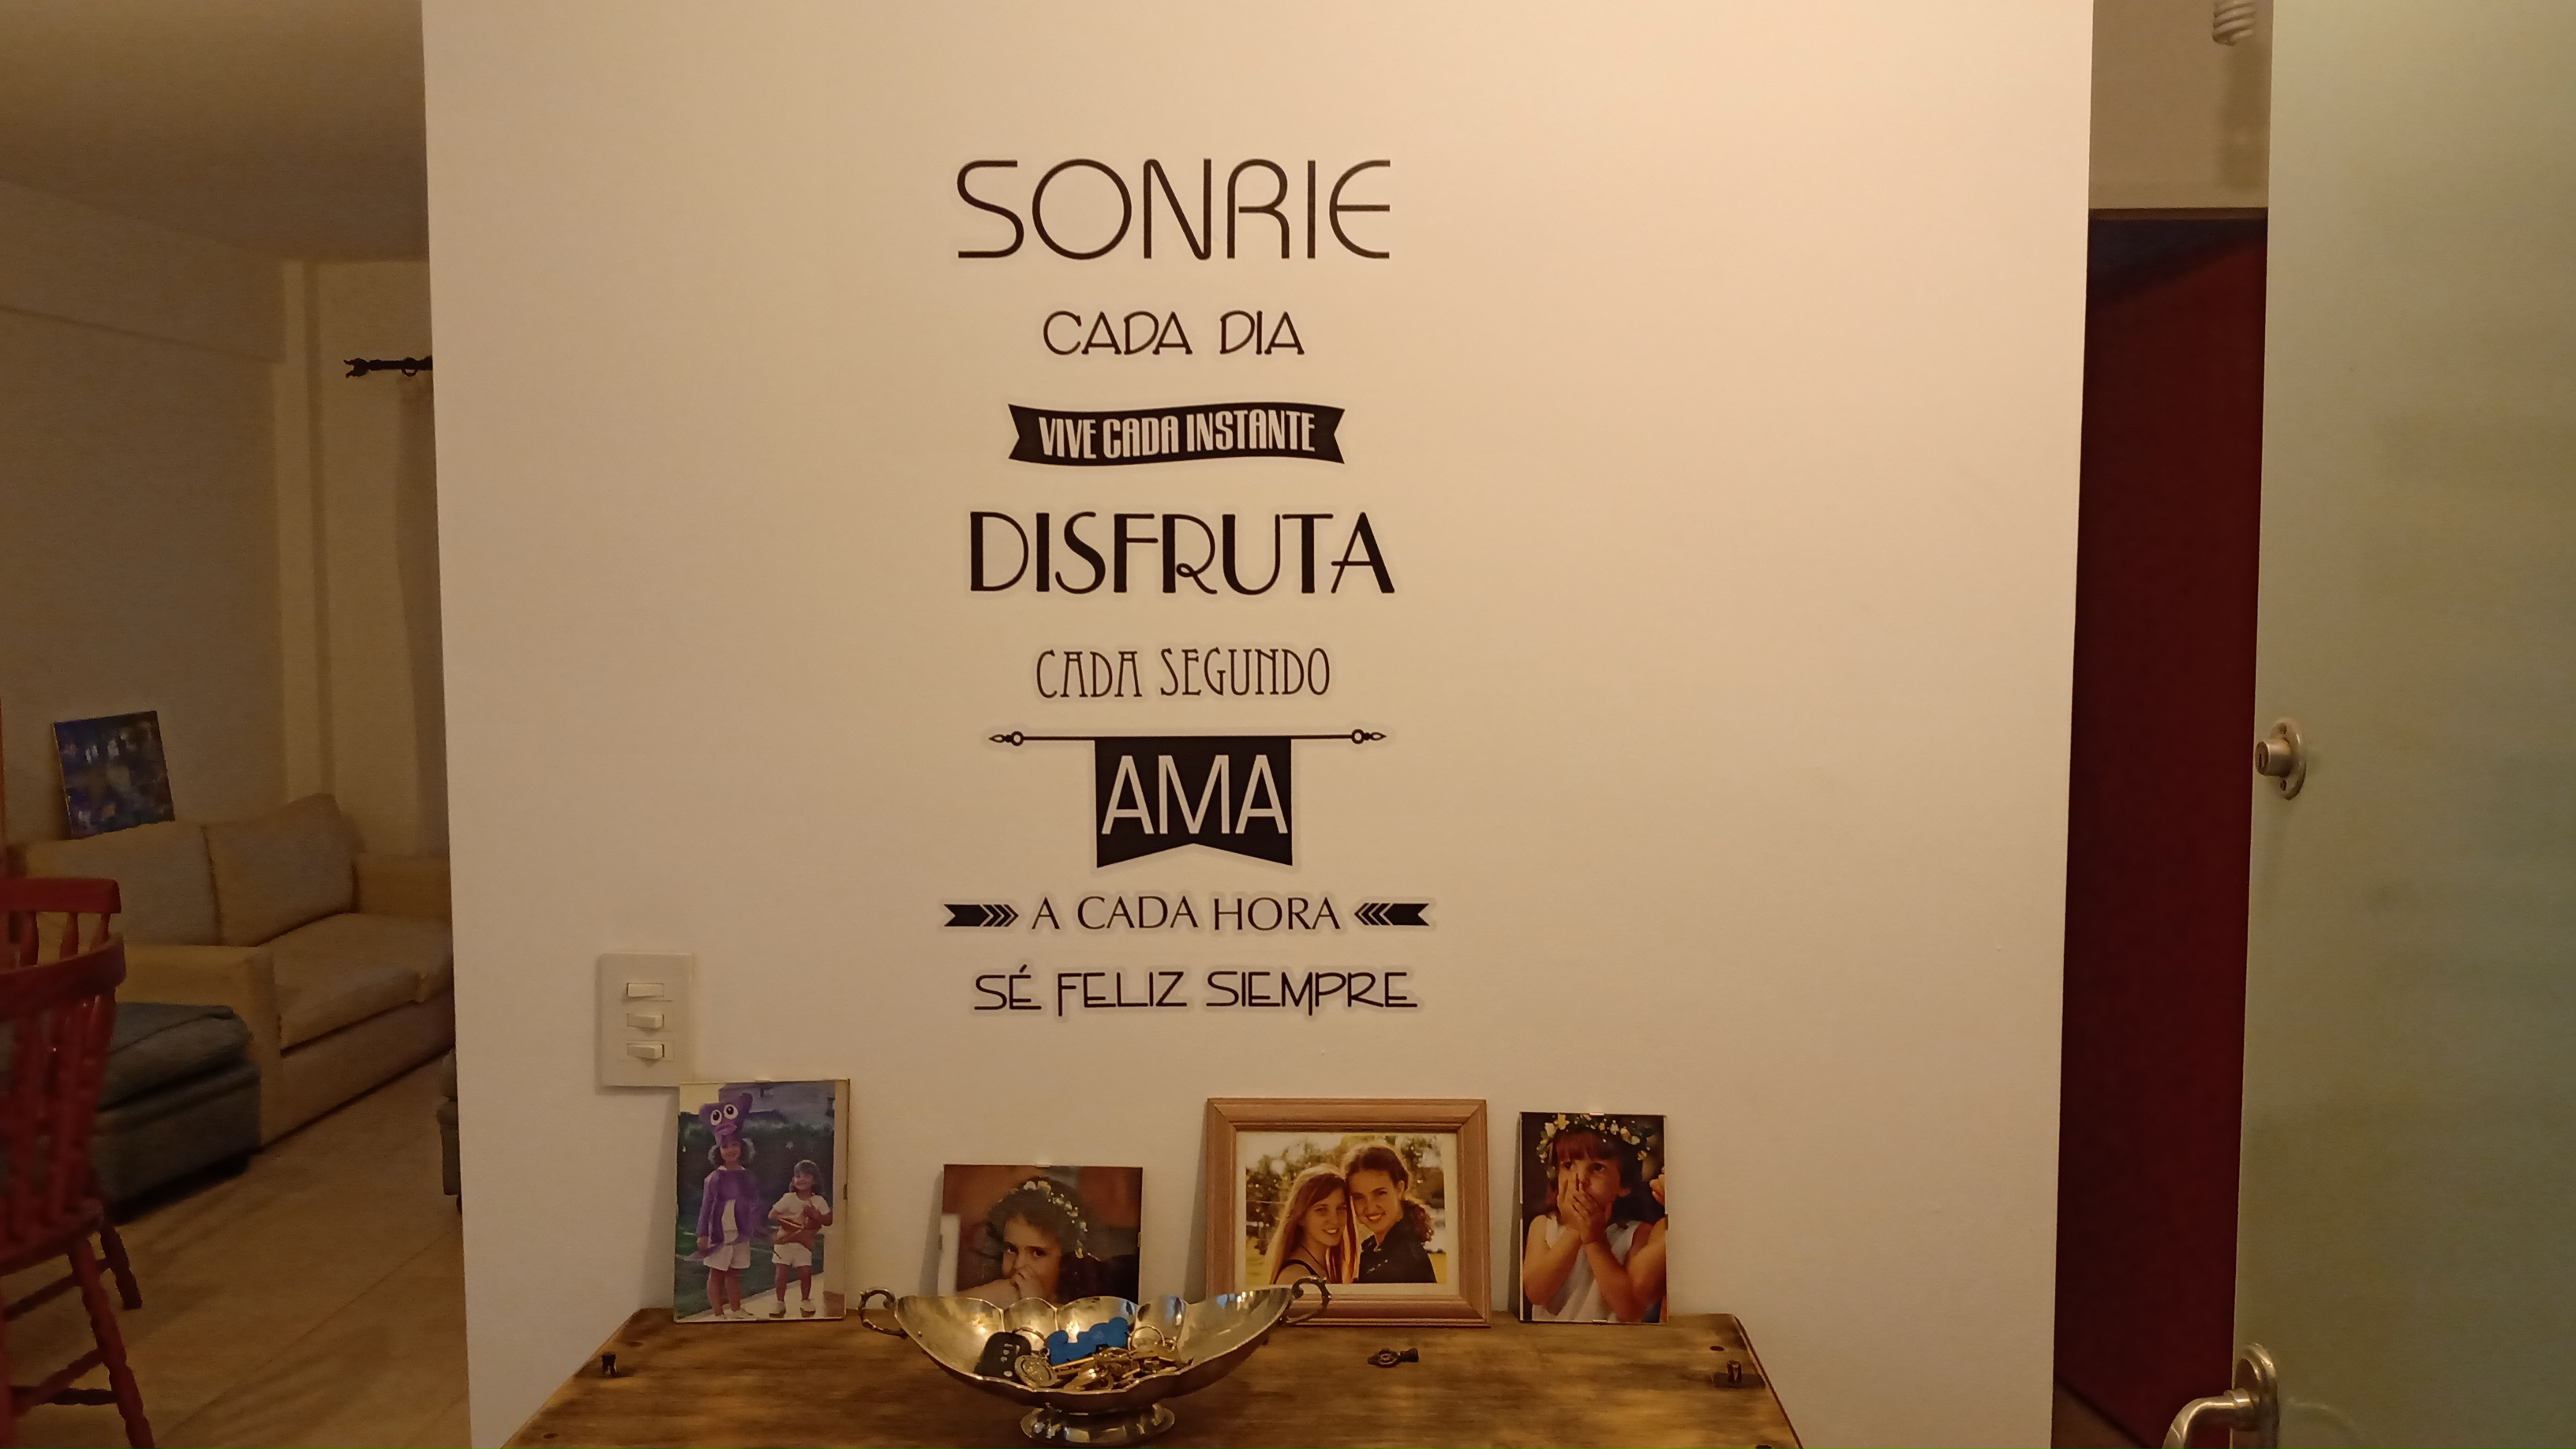 SONRIE
CADA DIA
VIVE CADA INSTANTE
DISFRUTA
CADA SEGUNDO
AMA
A CADA HORA
SÉ FELIZ SIEMPRE